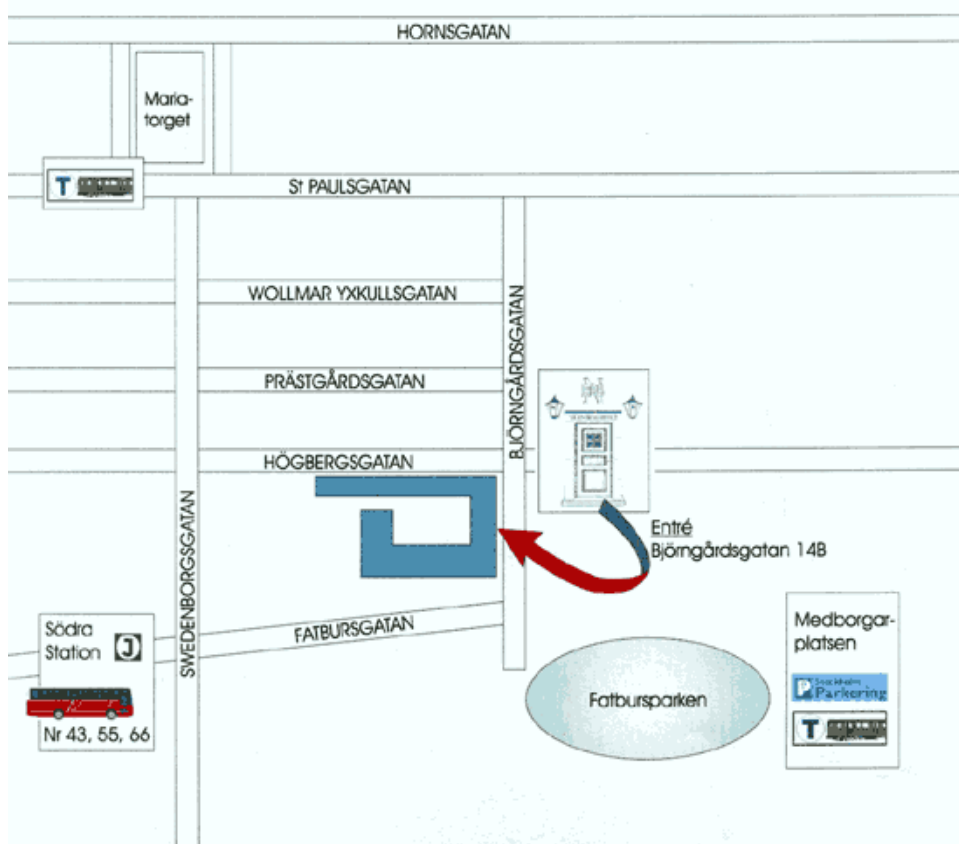 HORNSGATAN
Maria-
torget
T
St PAULSGATAN
WOLLMAR YXKULLSGATAN
BJÖRNGÅRDSGATAN
PRÄSTGÅRDSGATAN
HÖGBERGSGATAN
SWEDENBORGSGATAN
Entré
Björngårdsgatan 14B
Södra
Station
J
Nr 43, 55, 66
FATBURSGATAN
Fatbursparken
Medborgar-
platsen
P
Stockholm
Parkering
T